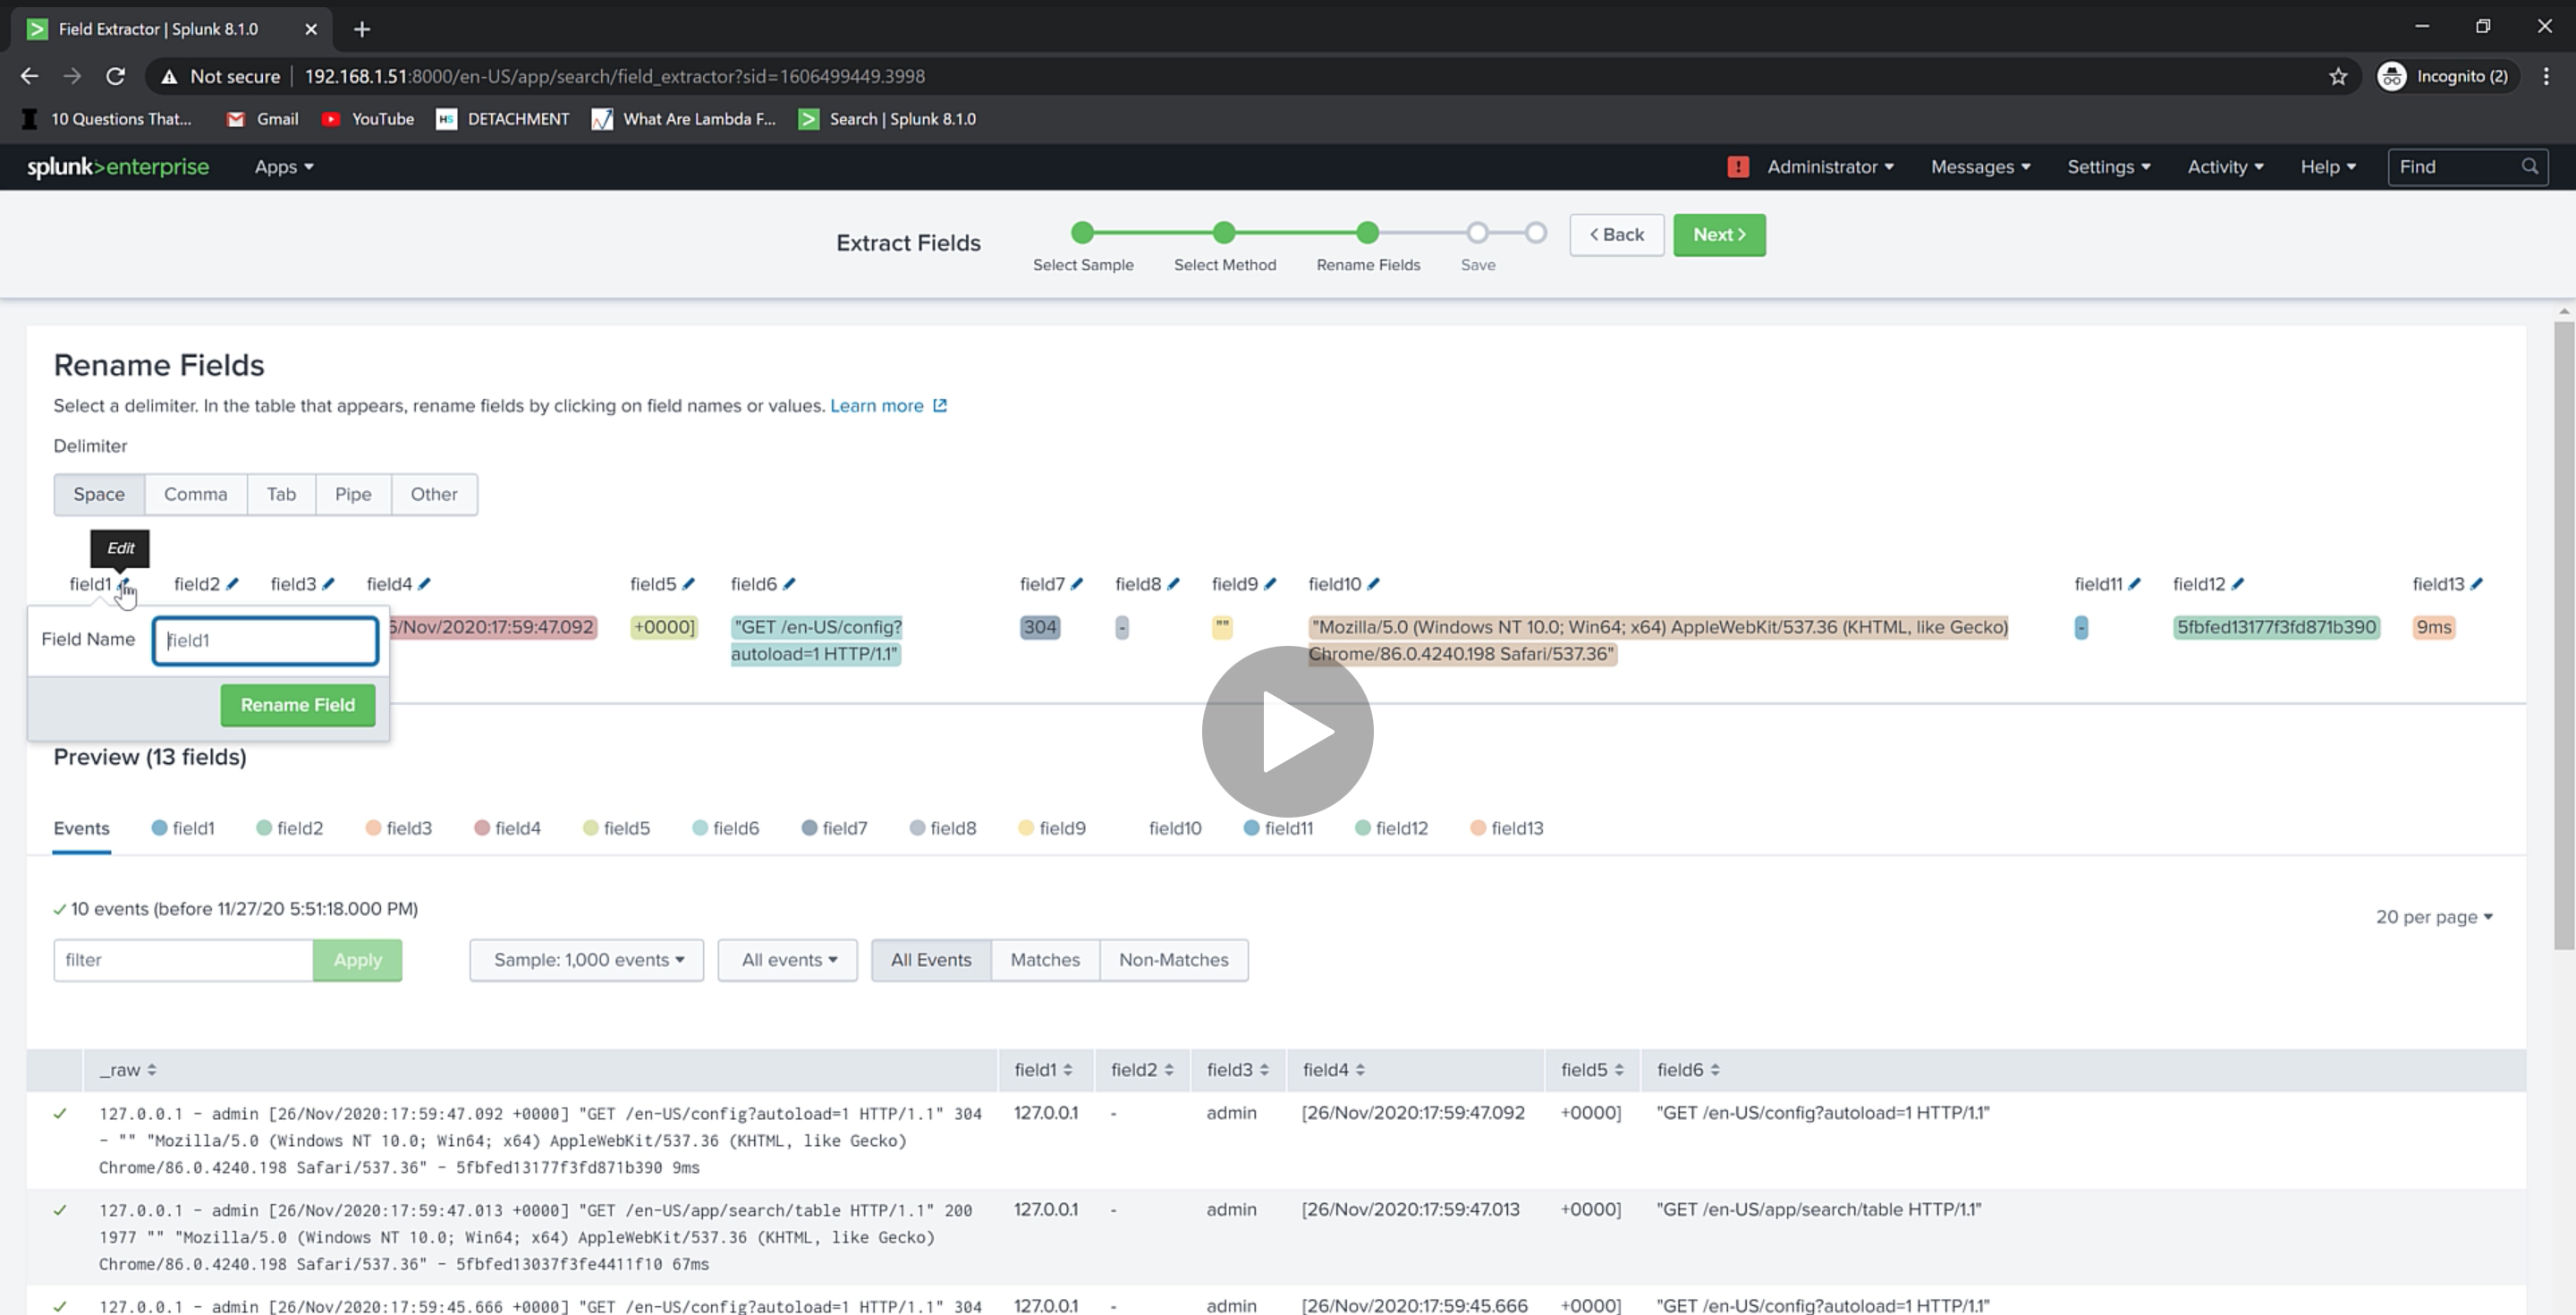 Field Extractor | Splunk 8.1.0
Not secure | 192.168.1.51:8000/en-US/app/search/field_extractor?sid=1606499449.3998
Incognito (2)
10 Questions That... Gmail YouTube HS DETACHMENT What Are Lambda F... Search | Splunk 8.1.0
splunk>enterprise Apps ! Administrator Messages Settings Activity Help Find
Extract Fields
Select Sample Select Method Rename Fields Save
< Back Next >
Rename Fields
Select a delimiter. In the table that appears, rename fields by clicking on field names or values. Learn more
Delimiter
Space Comma Tab Pipe Other
Edit
field1 field2 field3 field4 field5 field6 field7 field8 field9 field10 field11 field12 field13
Field Name field1
/Nov/2020:17:59:47.092 +0000] "GET /en-US/config? 304 - "" "Mozilla/5.0 (Windows NT 10.0; Win64; x64) AppleWebKit/537.36 (KHTML, like Gecko) - 5fbfed13177f3fd871b390 9ms
autoload=1 HTTP/1.1" Chrome/86.0.4240.198 Safari/537.36"
Rename Field
Preview (13 fields)
Events field1 field2 field3 field4 field5 field6 field7 field8 field9 field10 field11 field12 field13
10 events (before 11/27/20 5:51:18.000 PM)
20 per page
filter Apply Sample: 1,000 events All events All Events Matches Non-Matches
_raw field1 field2 field3 field4 field5 field6
127.0.0.1 - admin [26/Nov/2020:17:59:47.092 +0000] "GET /en-US/config?autoload=1 HTTP/1.1" 304 127.0.0.1 - admin [26/Nov/2020:17:59:47.092 +0000] "GET /en-US/config?autoload=1 HTTP/1.1"
- "" "Mozilla/5.0 (Windows NT 10.0; Win64; x64) AppleWebKit/537.36 (KHTML, like Gecko)
Chrome/86.0.4240.198 Safari/537.36" - 5fbfed13177f3fd871b390 9ms
127.0.0.1 - admin [26/Nov/2020:17:59:47.013 +0000] "GET /en-US/app/search/table HTTP/1.1" 200 127.0.0.1 - admin [26/Nov/2020:17:59:47.013 +0000] "GET /en-US/app/search/table HTTP/1.1"
1977 "" "Mozilla/5.0 (Windows NT 10.0; Win64; x64) AppleWebKit/537.36 (KHTML, like Gecko)
Chrome/86.0.4240.198 Safari/537.36" - 5fbfed13037f3fe4411f10 67ms
127.0.0.1 - admin [26/Nov/2020:17:59:45.666 +0000] "GET /en-US/config?autoload=1 HTTP/1.1" 304 127.0.0.1 - admin [26/Nov/2020:17:59:45.666 +0000] "GET /en-US/config?autoload=1 HTTP/1.1"